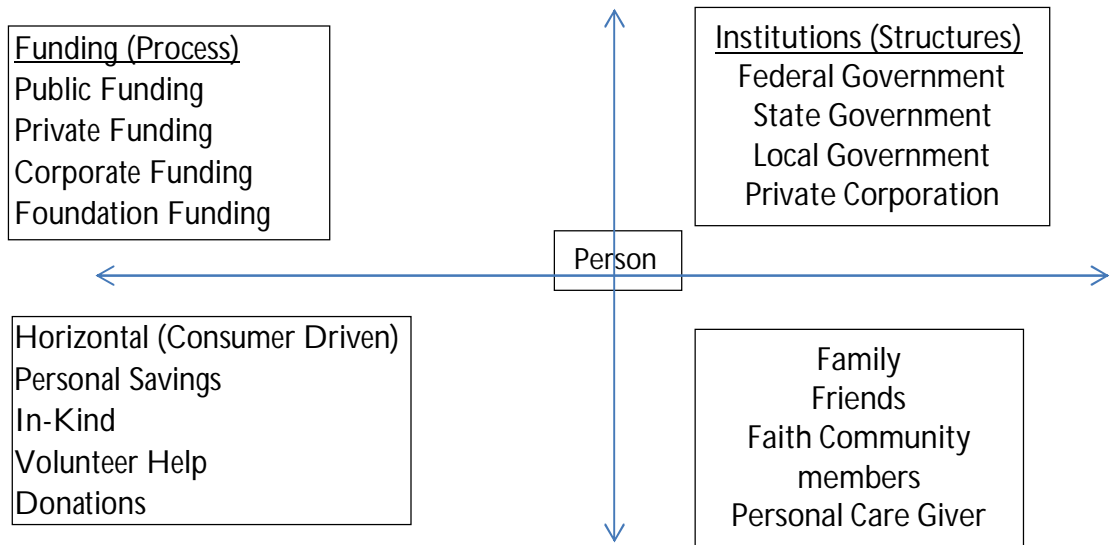 Funding (Process)
Public Funding
Private Funding
Corporate Funding
Foundation Funding
Institutions (Structures)
Federal Government
State Government
Local Government
Private Corporation
Person
Horizontal (Consumer Driven)
Personal Savings
In-Kind
Volunteer Help
Donations
Family
Friends
Faith Community
members
Personal Care Giver